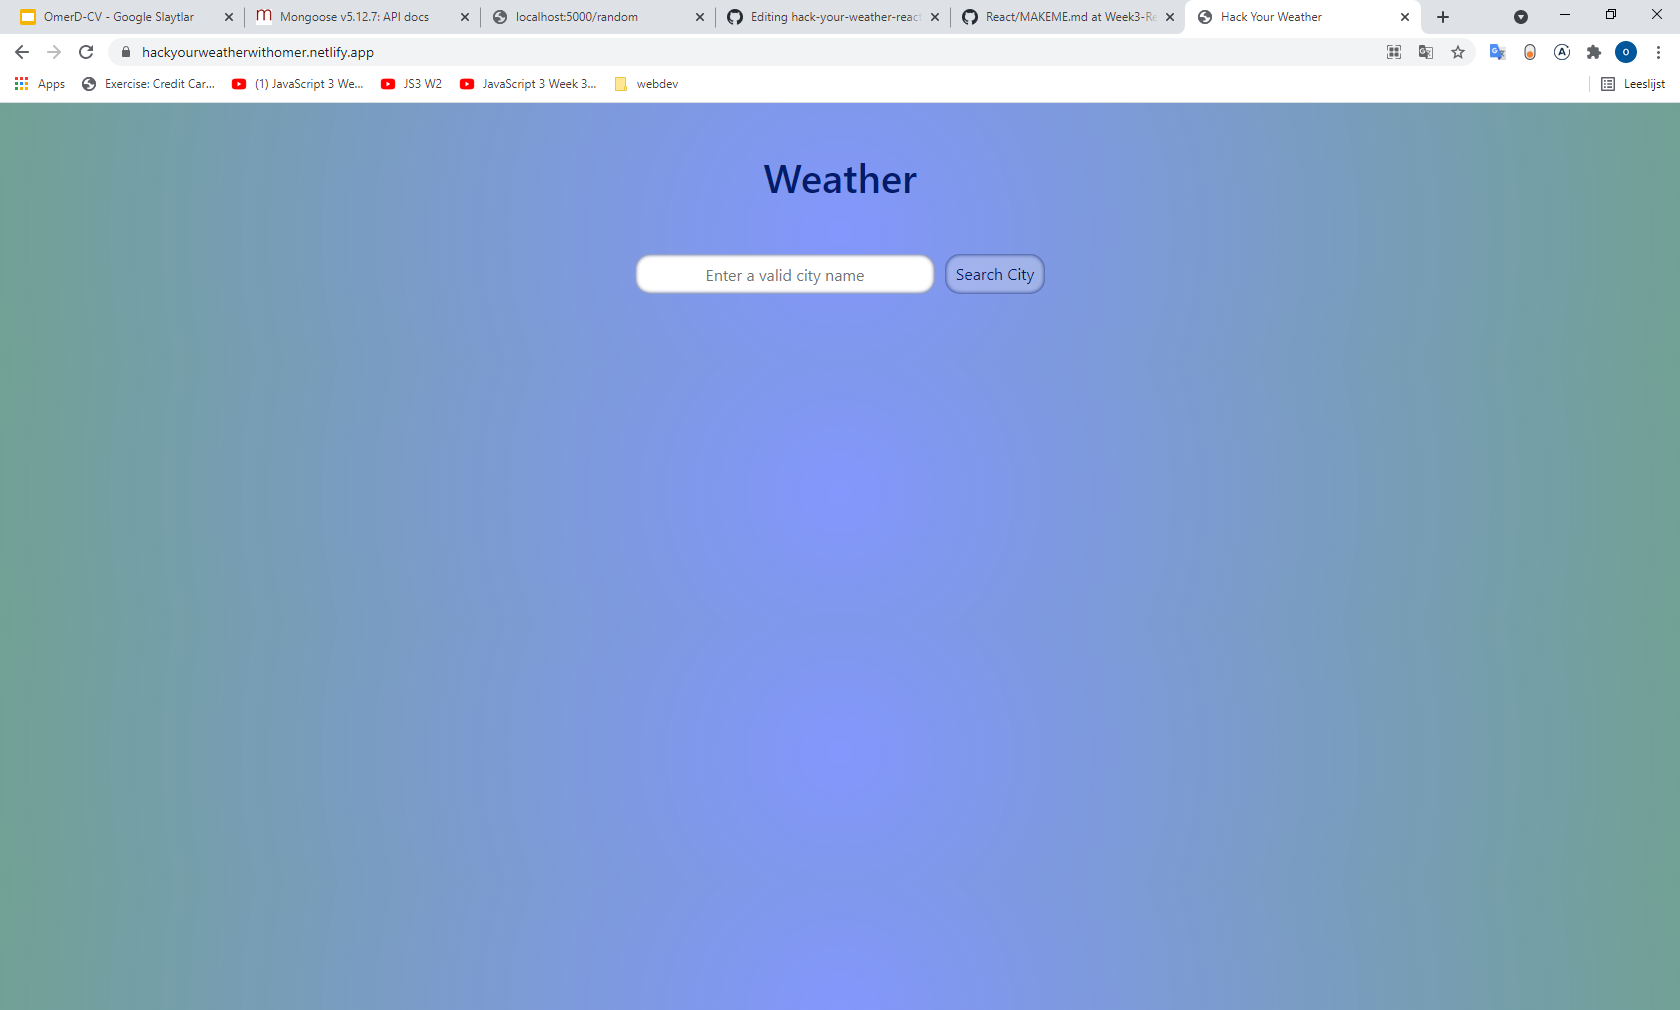 OmerD-CV - Google Slaytlar
Mongoose v5.12.7: API docs
localhost:5000/random
Editing hack-your-weather-react
React/MAKEME.md at Week3-Re
Hack Your Weather
hackyourweatherwithomer.netlify.app
Apps
Exercise: Credit Car...
(1) JavaScript 3 We...
JS3 W2
JavaScript 3 Week 3...
webdev
Leeslijst
Weather
Enter a valid city name
Search City